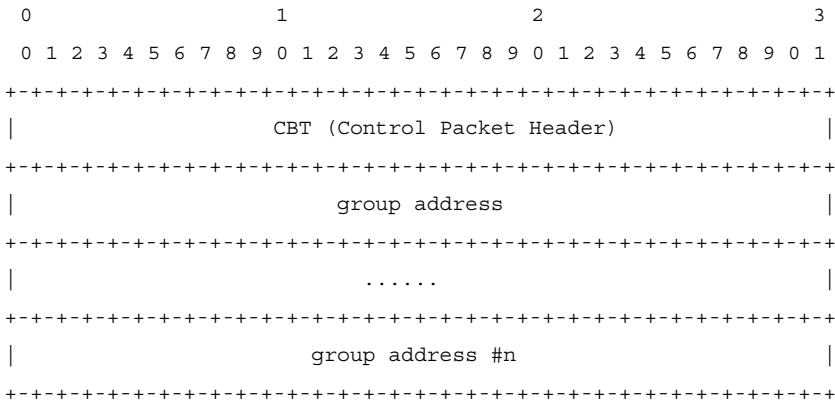 0                   1                   2                     3
 0 1 2 3 4 5 6 7 8 9 0 1 2 3 4 5 6 7 8 9 0 1 2 3 4 5 6 7 8 9 0 1
+-+-+-+-+-+-+-+-+-+-+-+-+-+-+-+-+-+-+-+-+-+-+-+-+-+-+-+-+-+-+-+-+
|                    CBT (Control Packet Header)                |
+-+-+-+-+-+-+-+-+-+-+-+-+-+-+-+-+-+-+-+-+-+-+-+-+-+-+-+-+-+-+-+-+
|                         group address                         |
+-+-+-+-+-+-+-+-+-+-+-+-+-+-+-+-+-+-+-+-+-+-+-+-+-+-+-+-+-+-+-+-+
|                           ......                              |
+-+-+-+-+-+-+-+-+-+-+-+-+-+-+-+-+-+-+-+-+-+-+-+-+-+-+-+-+-+-+-+-+
|                       group address #n                        |
+-+-+-+-+-+-+-+-+-+-+-+-+-+-+-+-+-+-+-+-+-+-+-+-+-+-+-+-+-+-+-+-+